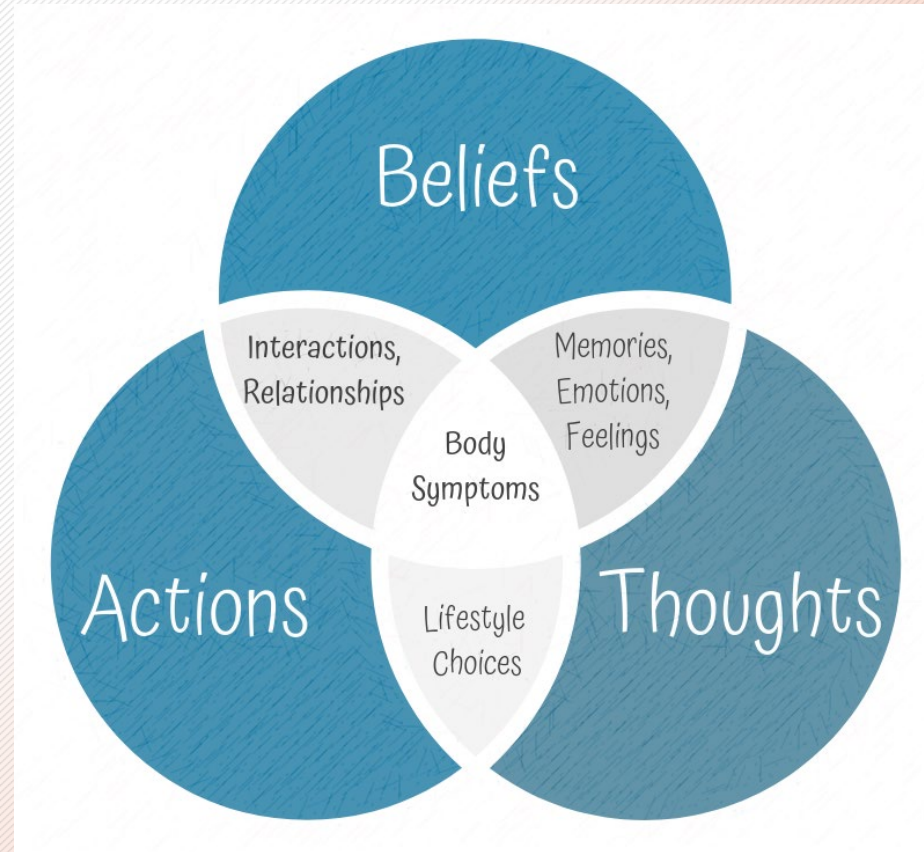 Beliefs
Interactions,
Relationships
Memories,
Emotions,
Feelings
Body
Symptoms
Actions
Thoughts
Lifestyle
Choices